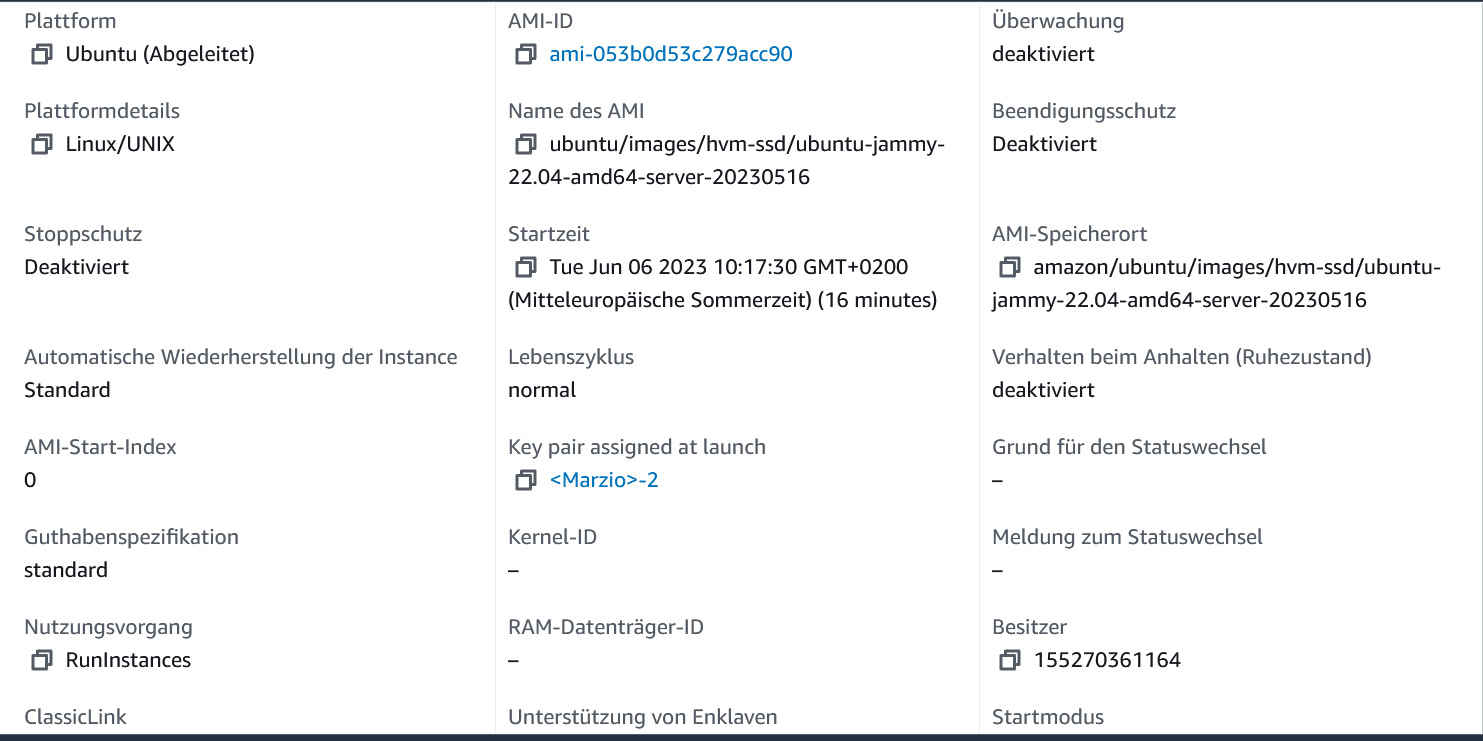 Plattform
Ubuntu (Abgeleitet)
AMI-ID
ami-053b0d53c279acc90
Überwachung
deaktiviert
Plattformdetails
Linux/UNIX
Name des AMI
ubuntu/images/hvm-ssd/ubuntu-jammy-
22.04-amd64-server-20230516
Beendigungsschutz
Deaktiviert
Stoppschutz
Deaktiviert
Startzeit
Tue Jun 06 2023 10:17:30 GMT+0200
(Mitteleuropäische Sommerzeit) (16 minutes)
AMI-Speicherort
amazon/ubuntu/images/hvm-ssd/ubuntu-
jammy-22.04-amd64-server-20230516
Automatische Wiederherstellung der Instance
Standard
Lebenszyklus
normal
Verhalten beim Anhalten (Ruhezustand)
deaktiviert
AMI-Start-Index
0
Key pair assigned at launch
<Marzio>-2
Grund für den Statuswechsel
–
Guthabenspezifikation
standard
Kernel-ID
–
Meldung zum Statuswechsel
–
Nutzungsvorgang
RunInstances
RAM-Datenträger-ID
–
Besitzer
155270361164
ClassicLink
Unterstützung von Enklaven
Startmodus